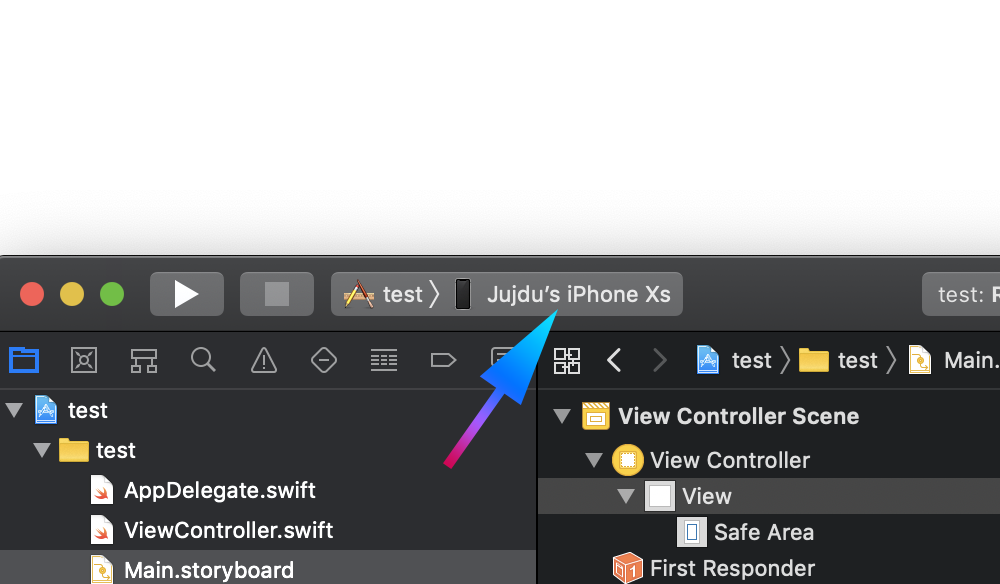 test 〉 Jujdu’s iPhone Xs
test:
test 〉 test 〉 Main.
test
test
AppDelegate.swift
ViewController.swift
Main.storyboard
View Controller Scene
View Controller
View
Safe Area
1
First Responder